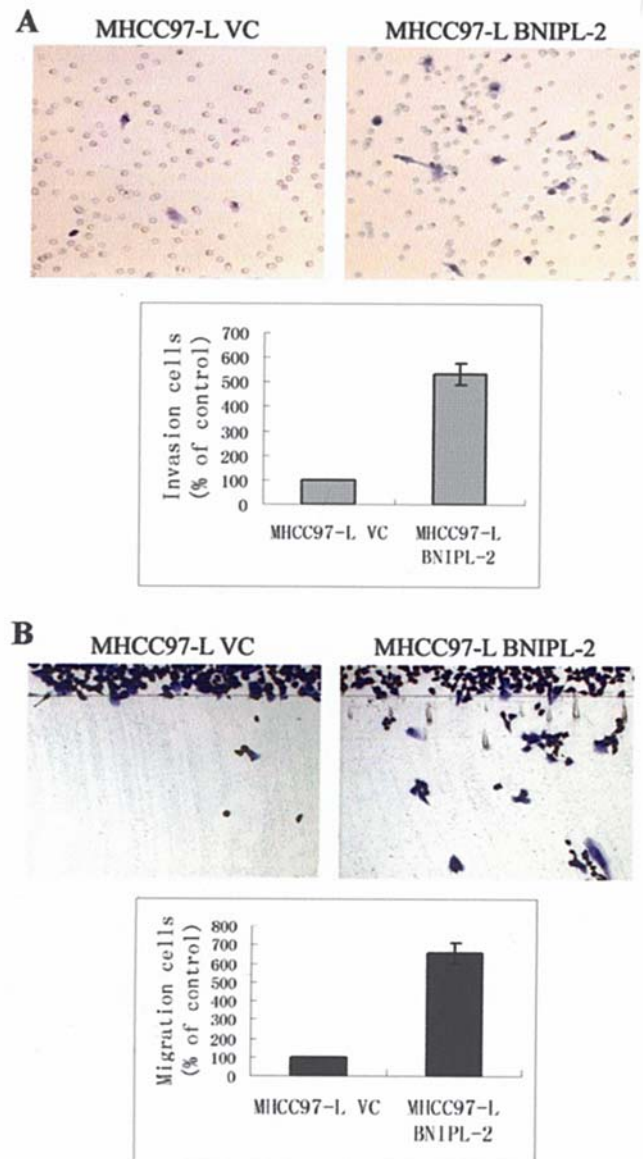 A
MHCC97-L VC
MHCC97-L BNIPL-2
Invasion cells
(% of control)
700
600
500
400
300
200
100
0
MHCC97-L VC
MHCC97-L
BNIPL-2
B
MHCC97-L VC
MHCC97-L BNIPL-2
Migration cells
(% of control)
800
700
600
500
400
300
200
100
0
MHCC97-L VC
MHCC97-L
BNIPL-2